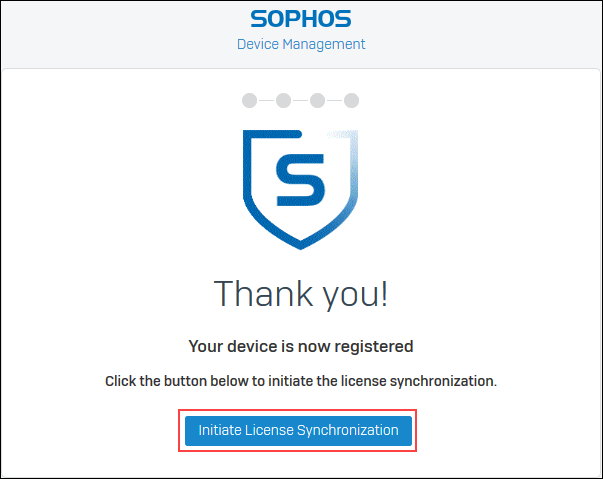 SOPHOS
Device Management
S
Thank you!
Your device is now registered
Click the button below to initiate the license synchronization.
Initiate License Synchronization